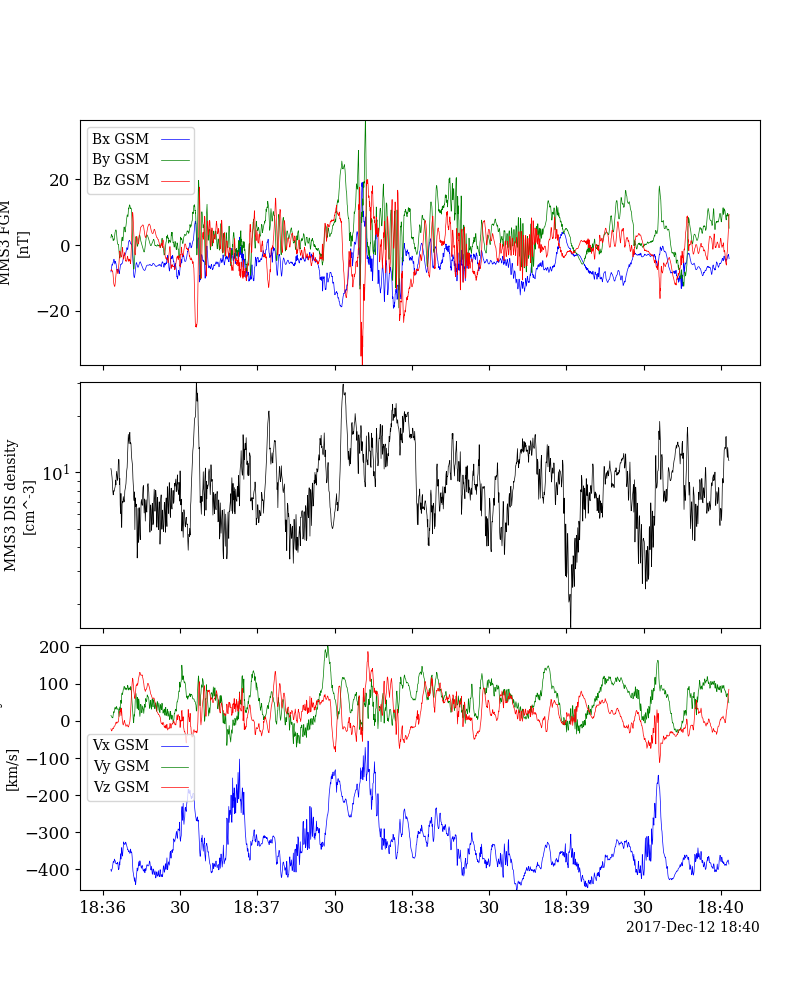 Bx GSM
By GSM
Bz GSM
20
0
−20
MMS3 FGM
[nT]
10¹
MMS3 DIS density
[cm^-3]
200
100
0
−100
−200
−300
−400
[km/s]
Vx GSM
Vy GSM
Vz GSM
18:36
30
18:37
30
18:38
30
18:39
30
18:40
2017-Dec-12 18:40